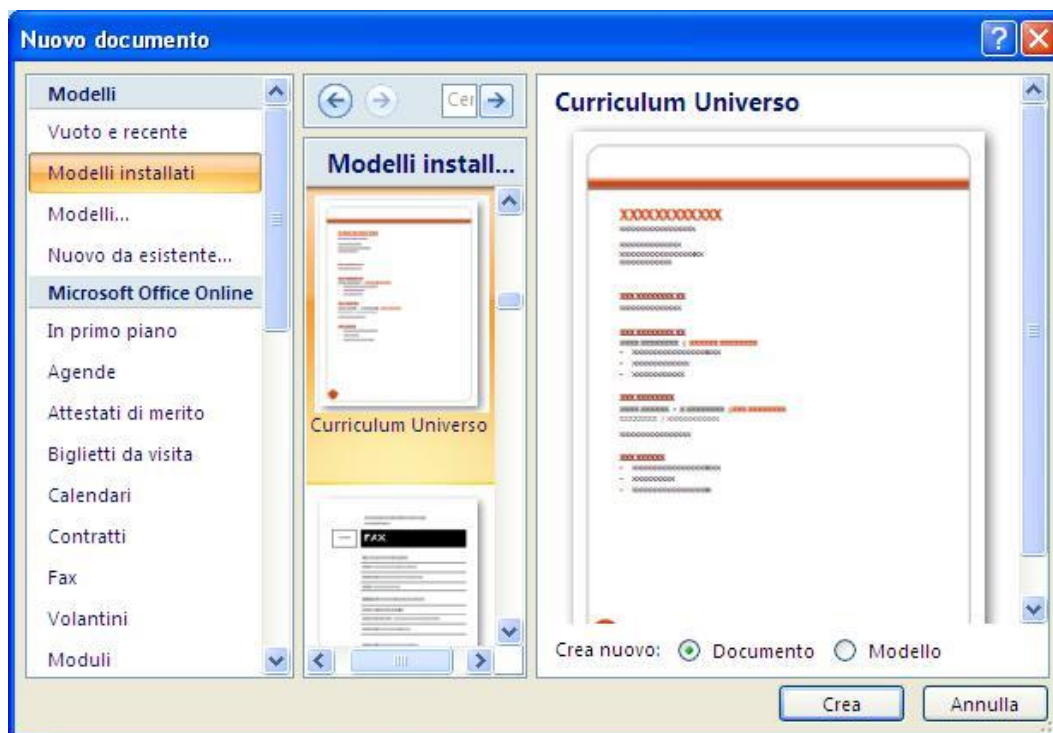 Nuovo documento
Modelli
Vuoto e recente
Modelli installati
Modelli...
Nuovo da esistente...
Microsoft Office Online
In primo piano
Agende
Attestati di merito
Biglietti da visita
Calendari
Contratti
Fax
Volantini
Moduli
Cer
Modelli install...
Curriculum Universo
FAX
Curriculum Universo
XXXXXXXXXXXX
Crea nuovo: Documento Modello
Crea Annulla